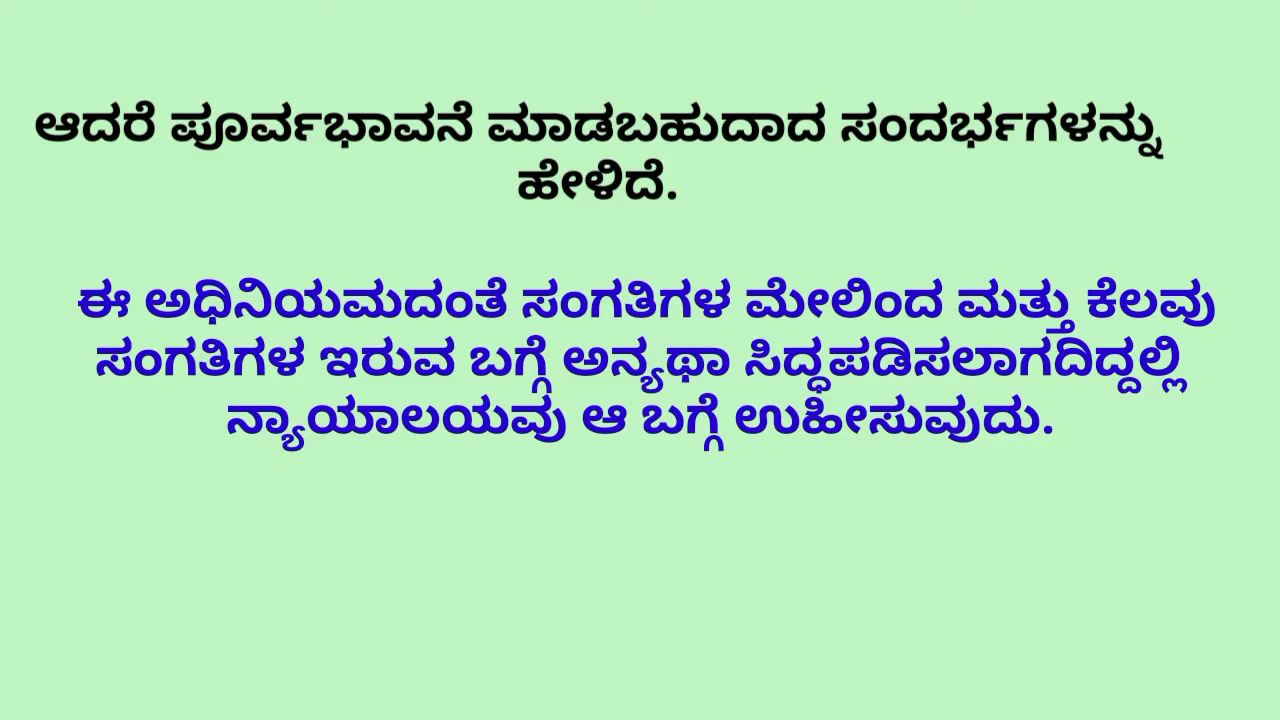 ಆದರೆ ಪೂರ್ವಭಾವನೆ ಮಾಡಬಹುದಾದ ಸಂದರ್ಭಗಳನ್ನು
ಹೇಳಿದೆ.
ಈ ಅಧಿನಿಯಮದಂತೆ ಸಂಗತಿಗಳ ಮೇಲಿಂದ ಮತ್ತು ಕೆಲವು
ಸಂಗತಿಗಳ ಇರುವ ಬಗ್ಗೆ ಅನ್ಯಥಾ ಸಿದ್ಧಪಡಿಸಲಾಗದಿದ್ದಲ್ಲಿ
ನ್ಯಾಯಾಲಯವು ಆ ಬಗ್ಗೆ ಉಹೀಸುವುದು.